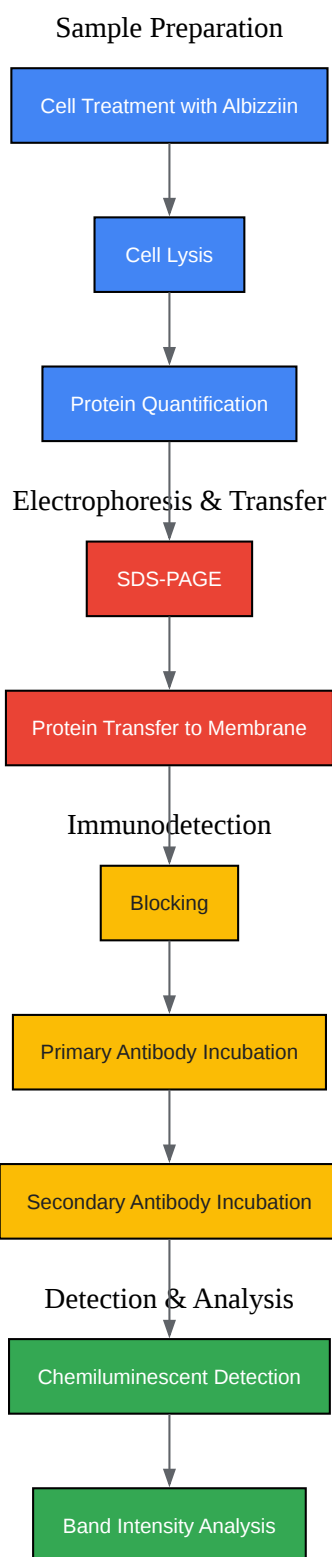 Sample Preparation
Cell Treatment with Albizziin
Cell Lysis
Protein Quantification
Electrophoresis & Transfer
SDS-PAGE
Protein Transfer to Membrane
Immunodetection
Blocking
Primary Antibody Incubation
Secondary Antibody Incubation
Detection & Analysis
Chemiluminescent Detection
Band Intensity Analysis